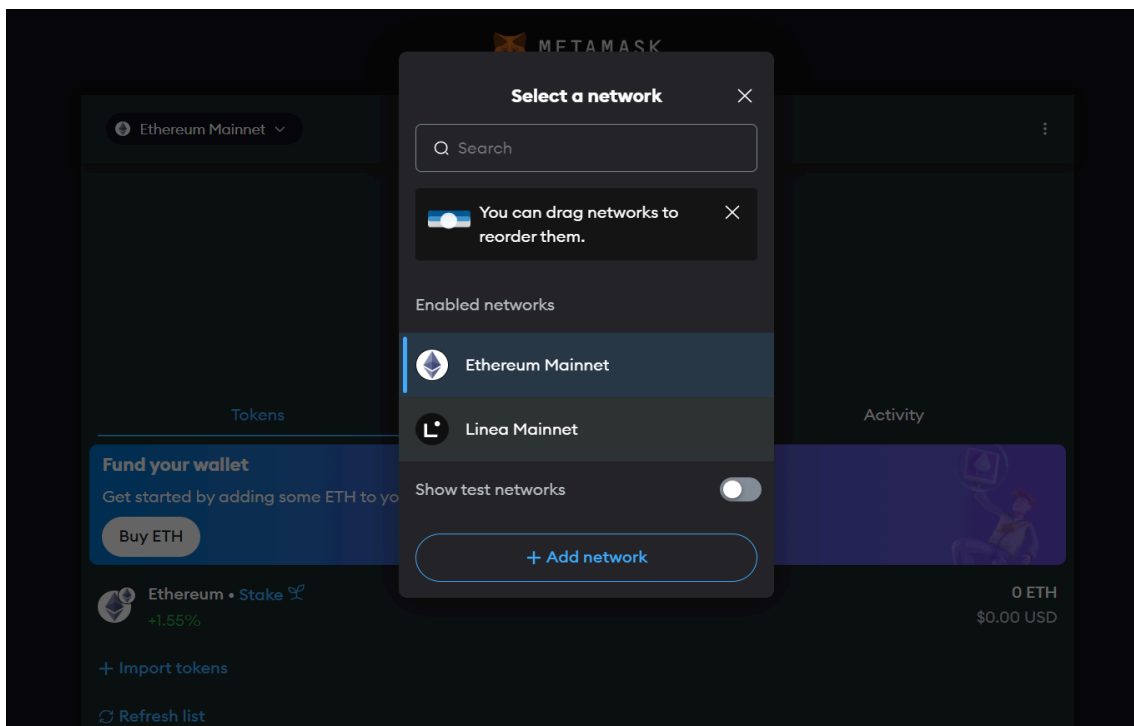 METAMASK
Select a network
Ethereum Mainnet
Search
You can drag networks to
reorder them.
Enabled networks
Ethereum Mainnet
Linea Mainnet
Tokens
Activity
Fund your wallet
Get started by adding some ETH to yo
Buy ETH
Show test networks
+ Add network
Ethereum • Stake
+1.55%
0 ETH
$0.00 USD
+ Import tokens
Refresh list